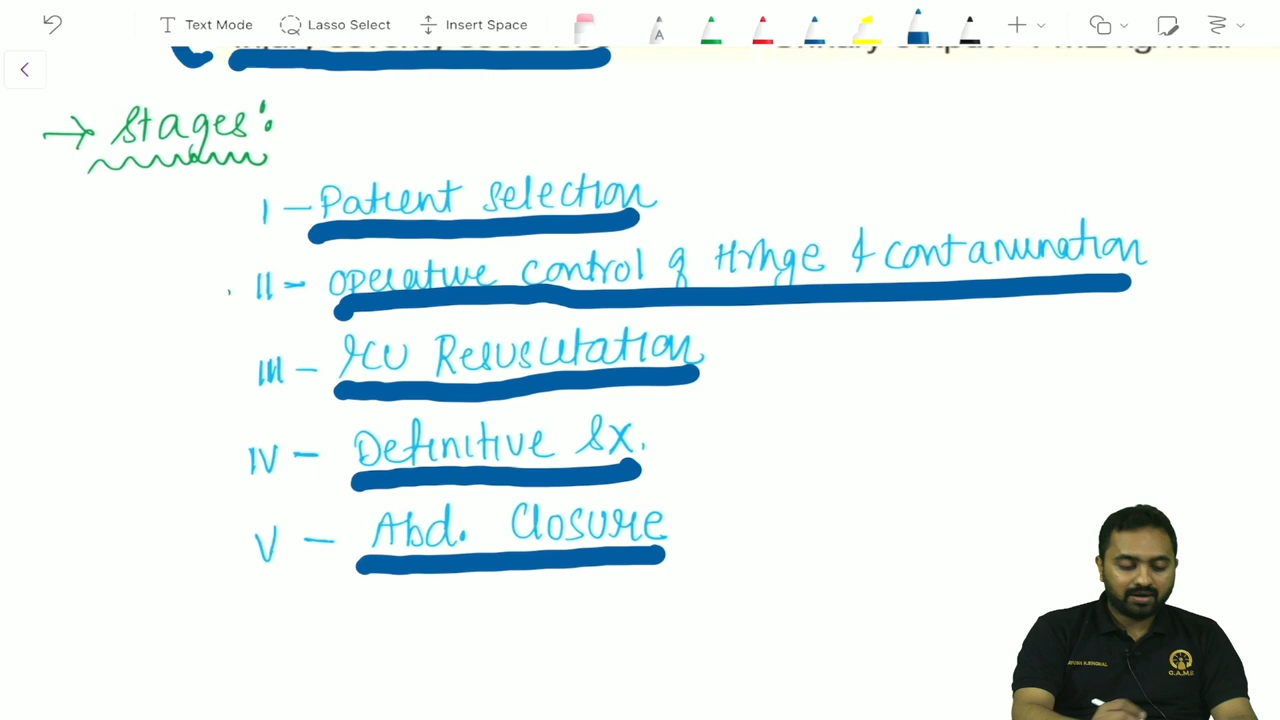 Text Mode Lasso Select Insert Space
→ Stages:
I - Patient selection
II - Operative control of Hrhge & contamination
III - ICU Resuscitation
IV - Definitive Sx.
V - Abd. Closure